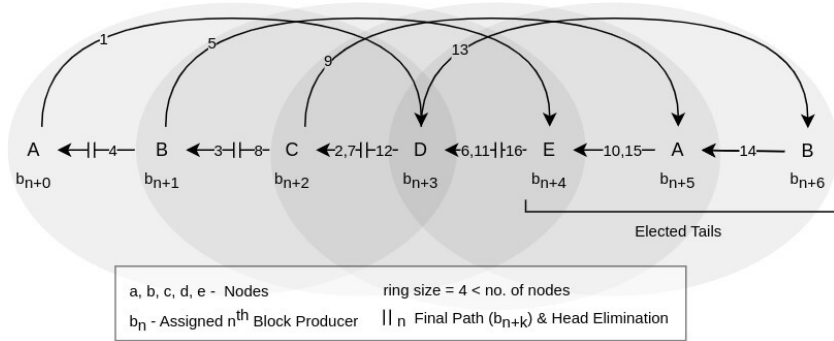 1 5 9 13
A 4 B 3 8 C 2,7 12 D 6,11 16 E 10,15 A 14 B
bn+0 bn+1 bn+2 bn+3 bn+4 bn+5 bn+6
Elected Tails
a, b, c, d, e - Nodes ring size = 4 < no. of nodes
bn - Assigned nth Block Producer ||n Final Path (bn+k) & Head Elimination